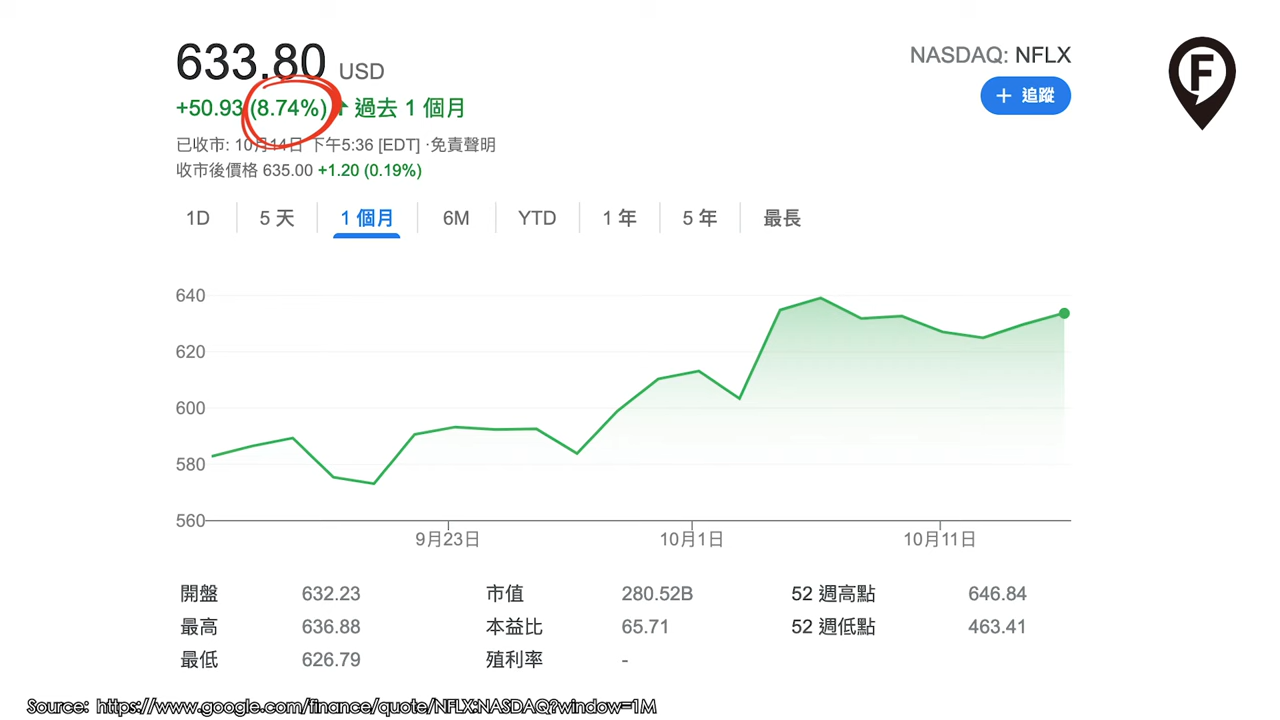 633.80 USD
NASDAQ: NFLX
+50.93 (8.74%) ↑ 過去 1 個月
+ 追蹤
F
已收市: 10月14日 下午5:36 [EDT] ·免責聲明
收市後價格 635.00 +1.20 (0.19%)
1D 5 天 1 個月 6M YTD 1 年 5 年 最長
640
620
600
580
560
9月23日 10月1日 10月11日
開盤 632.23 市值 280.52B 52 週高點 646.84
最高 636.88 本益比 65.71 52 週低點 463.41
最低 626.79 殖利率 -
Source: https://www.google.com/finance/quote/NFLX:NASDAQ?window=1M